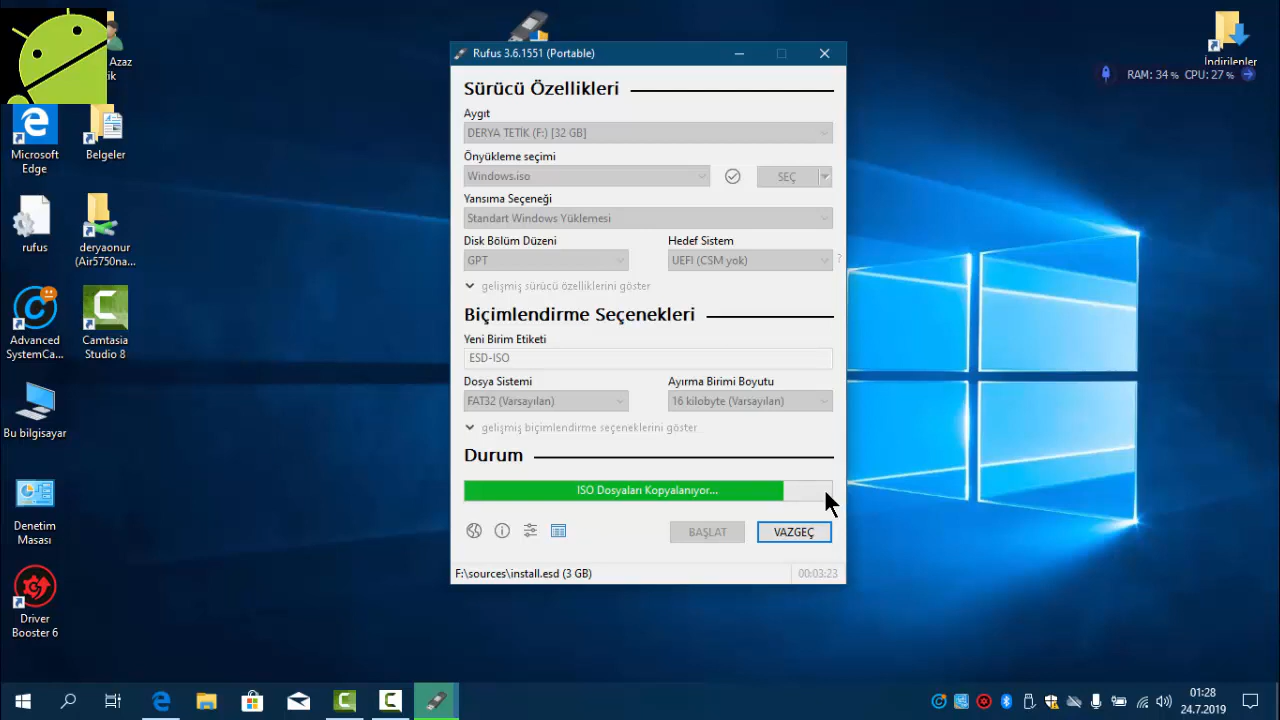 Azaz
ik
Microsoft
Edge
Belgeler
rufus
deryaonur
(Air5750na...
Advanced
SystemCa...
Camtasia
Studio 8
Bu bilgisayar
Denetim
Masası
Driver
Booster 6
Rufus 3.6.1551 (Portable)
Sürücü Özellikleri
Aygıt
DERYA TETİK (F:) [32 GB]
Önyükleme seçimi
Windows.iso
SEÇ
Yansıma Seçeneği
Standart Windows Yüklemesi
Disk Bölüm Düzeni
Hedef Sistem
GPT
UEFI (CSM yok)
?
gelişmiş sürücü özelliklerini göster
Biçimlendirme Seçenekleri
Yeni Birim Etiketi
ESD-ISO
Dosya Sistemi
Ayırma Birimi Boyutu
FAT32 (Varsayılan)
16 kilobyte (Varsayılan)
gelişmiş biçimlendirme seçeneklerini göster
Durum
ISO Dosyaları Kopyalanıyor...
BAŞLAT
VAZGEÇ
F:\sources\install.esd (3 GB)
00:03:23
İndirilenler
RAM: 34 % CPU: 27 %
01:28
24.7.2019